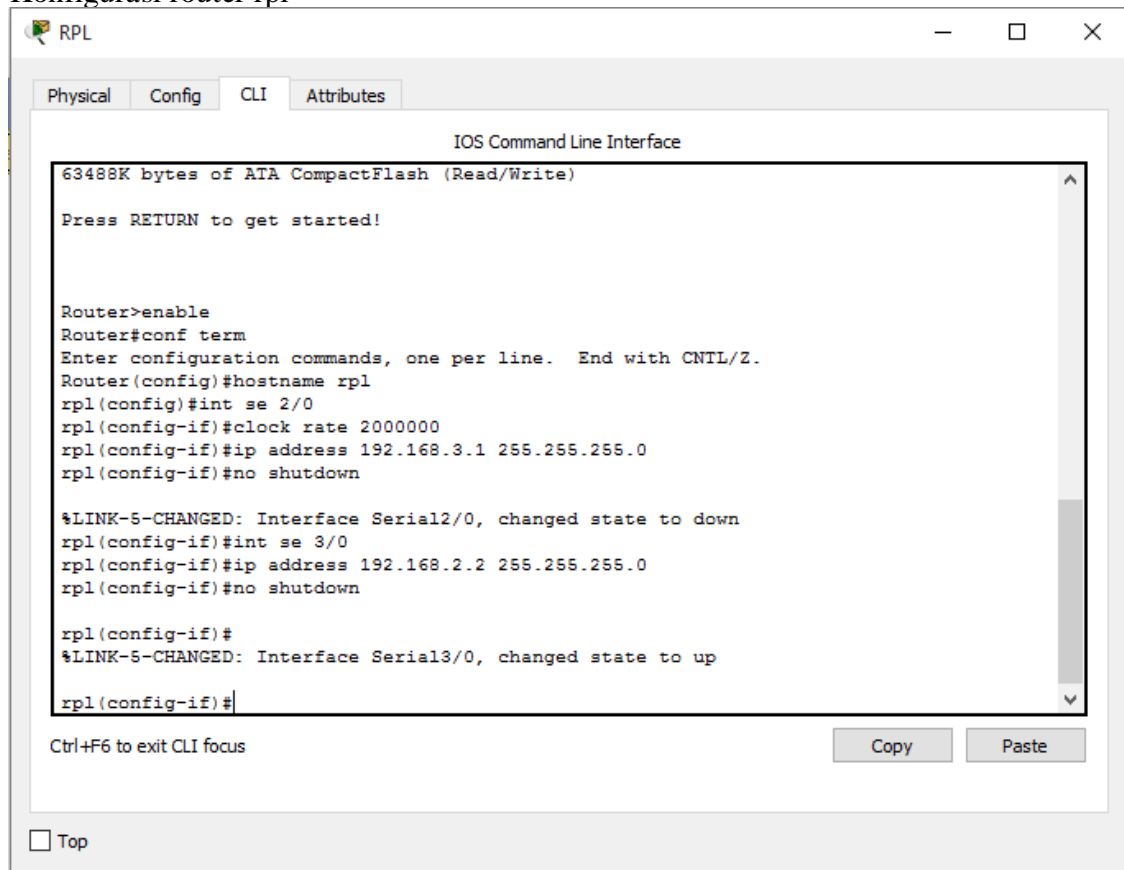 Konfigurasi router rpl
RPL
Physical Config CLI Attributes
IOS Command Line Interface
63488K bytes of ATA CompactFlash (Read/Write)
Press RETURN to get started!
Router>enable
Router#conf term
Enter configuration commands, one per line.  End with CNTL/Z.
Router(config)#hostname rpl
rpl(config)#int se 2/0
rpl(config-if)#clock rate 2000000
rpl(config-if)#ip address 192.168.3.1 255.255.255.0
rpl(config-if)#no shutdown
%LINK-5-CHANGED: Interface Serial2/0, changed state to down
rpl(config-if)#int se 3/0
rpl(config-if)#ip address 192.168.2.2 255.255.255.0
rpl(config-if)#no shutdown
rpl(config-if)#
%LINK-5-CHANGED: Interface Serial3/0, changed state to up
rpl(config-if)#
Ctrl+F6 to exit CLI focus
Copy Paste
Top